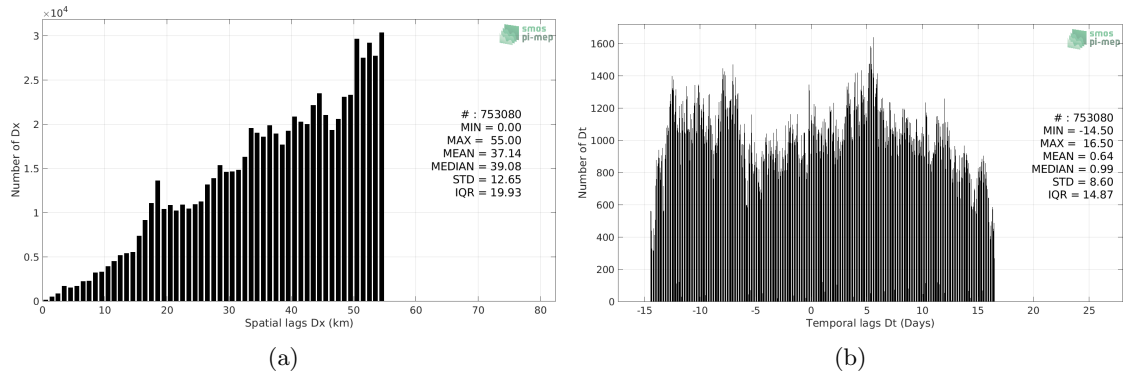 ×10⁴
3
2.5
2
1.5
1
0.5
0
Number of Dx
0 10 20 30 40 50 60 70 80
Spatial lags Dx (km)
smos
pi-mep
# : 753080
MIN = 0.00
MAX = 55.00
MEAN = 37.14
MEDIAN = 39.08
STD = 12.65
IQR = 19.93
(a)
1600
1400
1200
1000
800
600
400
200
0
Number of Dt
-15 -10 -5 0 5 10 15 20 25
Temporal lags Dt (Days)
smos
pi-mep
# : 753080
MIN = -14.50
MAX = 16.50
MEAN = 0.64
MEDIAN = 0.99
STD = 8.60
IQR = 14.87
(b)